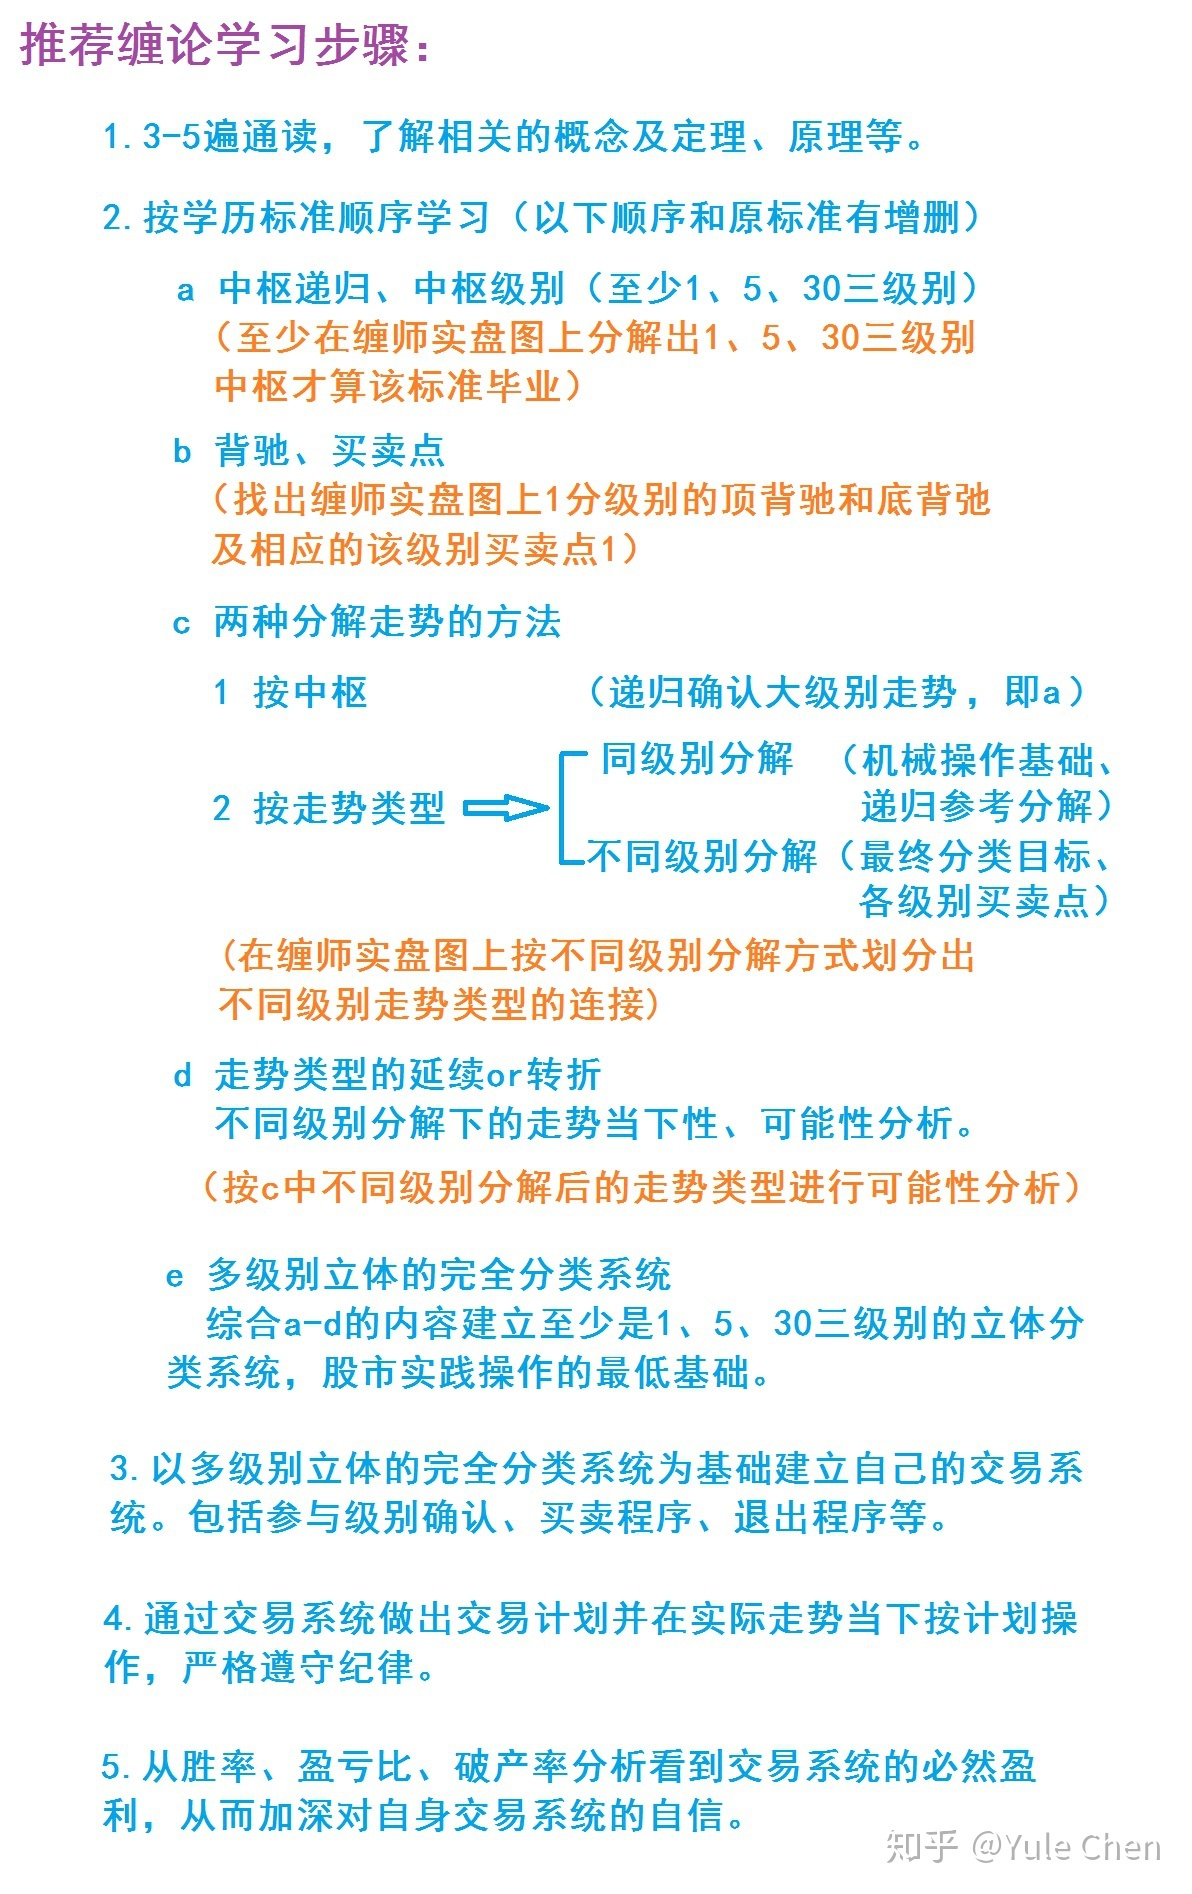 推荐缠论学习步骤：
1.3-5遍通读，了解相关的概念及定理、原理等。
2.按学历标准顺序学习（以下顺序和原标准有增删）
a 中枢递归、中枢级别（至少1、5、30三级别）
（至少在缠师实盘图上分解出1、5、30三级别
中枢才算该标准毕业）
b 背驰、买卖点
（找出缠师实盘图上1分级别的顶背驰和底背弛
及相应的该级别买卖点1）
c 两种分解走势的方法
1 按中枢 （递归确认大级别走势，即a）
同级别分解 （机械操作基础、
2 按走势类型 递归参考分解）
不同级别分解（最终分类目标、
各级别买卖点）
(在缠师实盘图上按不同级别分解方式划分出
不同级别走势类型的连接)
d 走势类型的延续or转折
不同级别分解下的走势当下性、可能性分析。
（按c中不同级别分解后的走势类型进行可能性分析）
e 多级别立体的完全分类系统
综合a-d的内容建立至少是1、5、30三级别的立体分
类系统，股市实践操作的最低基础。
3.以多级别立体的完全分类系统为基础建立自己的交易系
统。包括参与级别确认、买卖程序、退出程序等。
4.通过交易系统做出交易计划并在实际走势当下按计划操
作，严格遵守纪律。
5.从胜率、盈亏比、破产率分析看到交易系统的必然盈
利，从而加深对自身交易系统的自信。
知乎 @Yule Chen